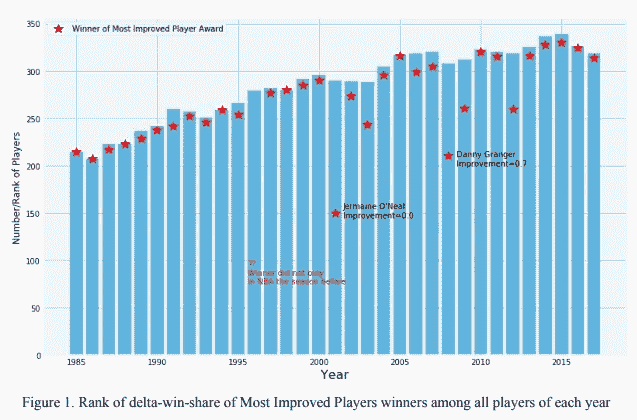 350
300
250
200
150
100
50
0
Number/Rank of Players
Winner of Most Improved Player Award
Danny Granger
Improvement=0.7
Jermaine O'Neal
Improvement=0.0
Winner did not play
in NBA the season before
1985
1990
1995
2000
2005
2010
2015
Year
Figure 1. Rank of delta-win-share of Most Improved Players winners among all players of each year